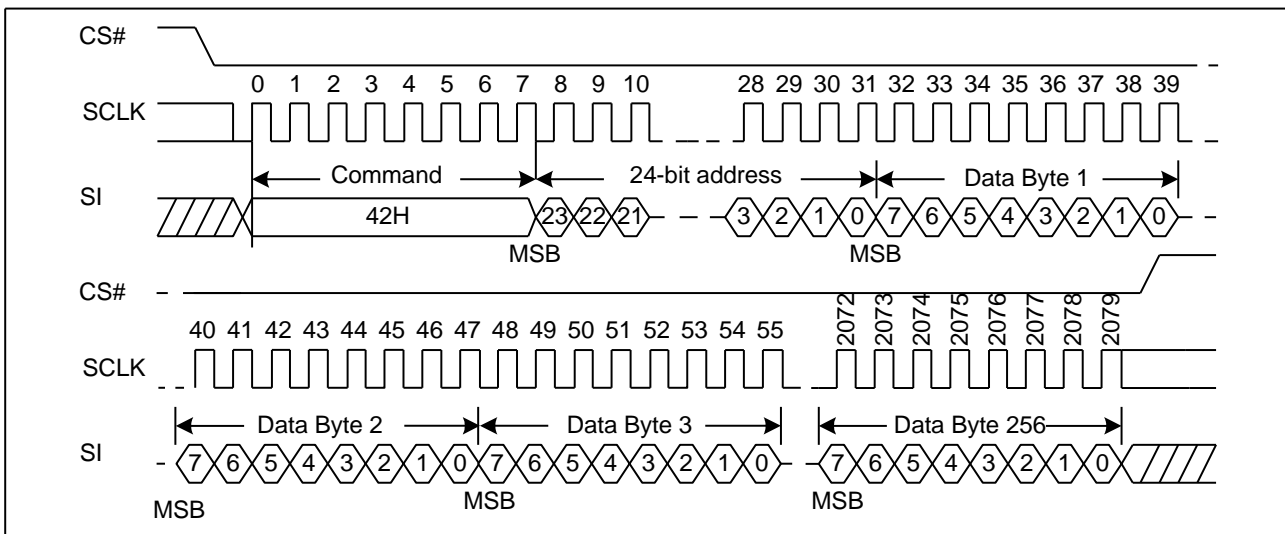 CS#
0 1 2 3 4 5 6 7 8 9 10 28 29 30 31 32 33 34 35 36 37 38 39
SCLK
Command 24-bit address Data Byte 1
SI
42H 23 22 21 3 2 1 0 7 6 5 4 3 2 1 0
MSB MSB
CS#
40 41 42 43 44 45 46 47 48 49 50 51 52 53 54 55 2072 2073 2074 2075 2076 2077 2078 2079
SCLK
Data Byte 2 Data Byte 3 Data Byte 256
SI
7 6 5 4 3 2 1 0 7 6 5 4 3 2 1 0 7 6 5 4 3 2 1 0
MSB MSB MSB